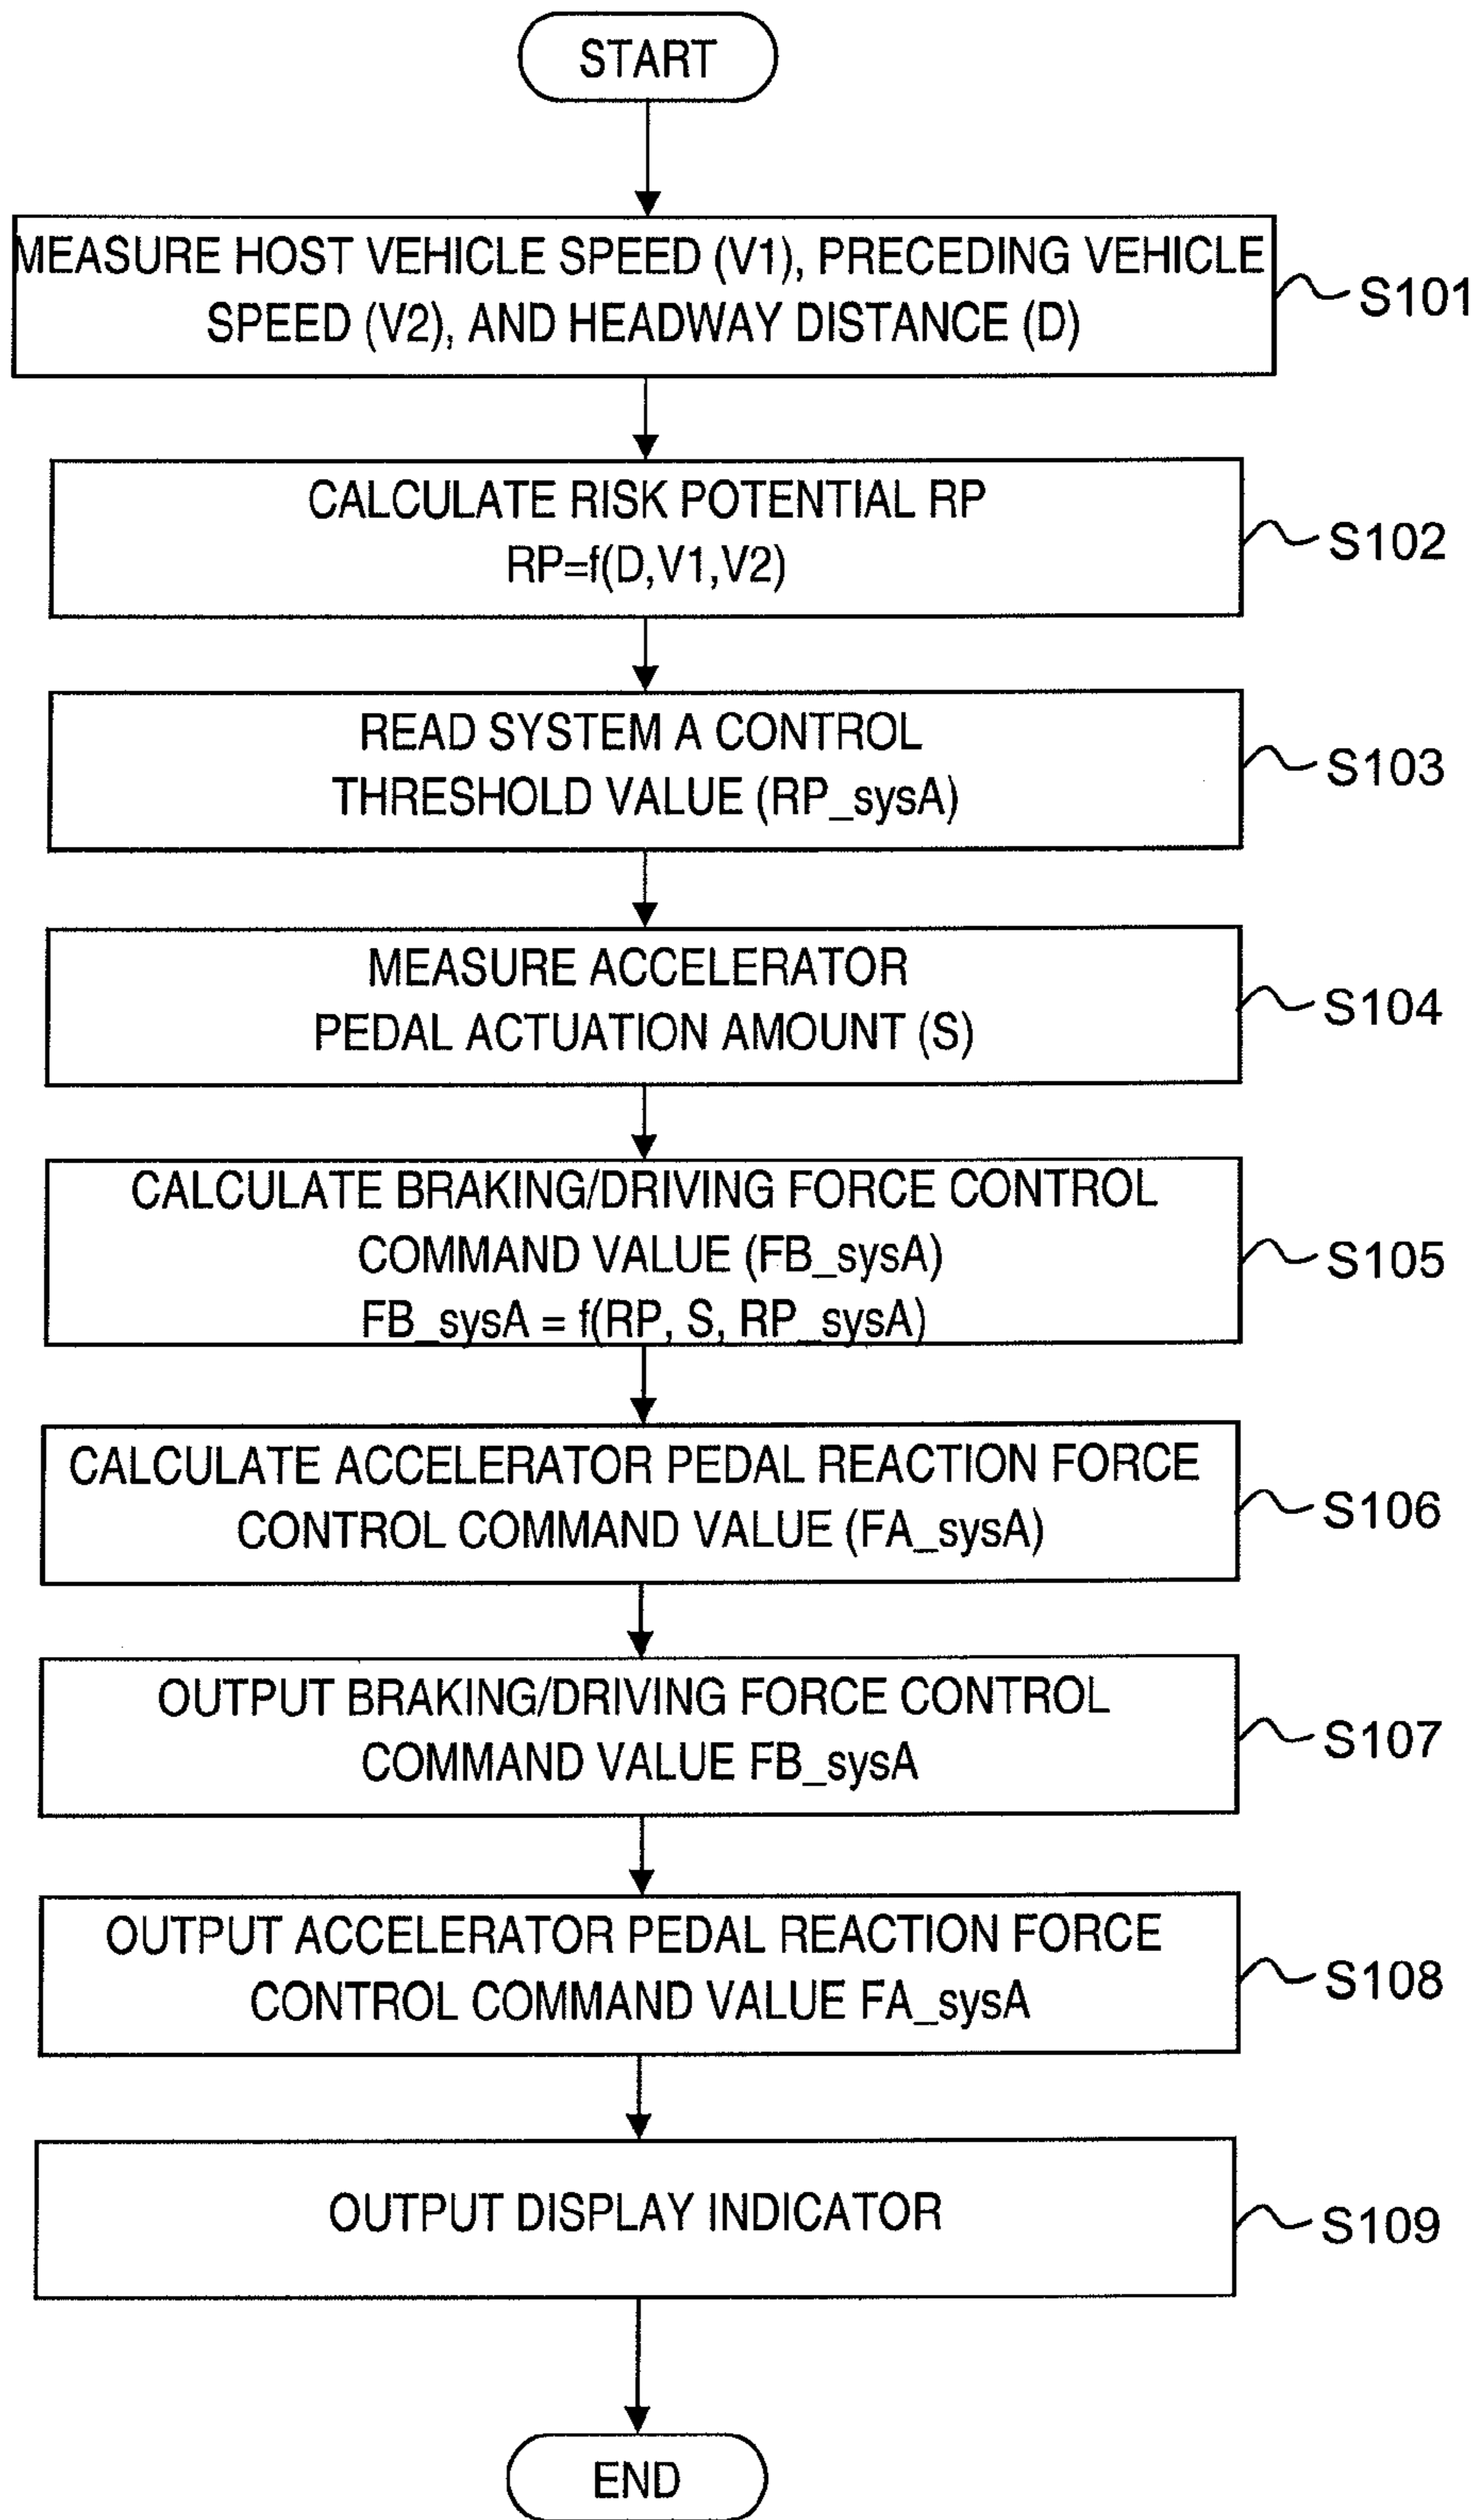 START
MEASURE HOST VEHICLE SPEED (V1), PRECEDING VEHICLE
SPEED (V2), AND HEADWAY DISTANCE (D)
S101
CALCULATE RISK POTENTIAL RP
RP=f(D,V1,V2)
S102
READ SYSTEM A CONTROL
THRESHOLD VALUE (RP_sysA)
S103
MEASURE ACCELERATOR
PEDAL ACTUATION AMOUNT (S)
S104
CALCULATE BRAKING/DRIVING FORCE CONTROL
COMMAND VALUE (FB_sysA)
FB_sysA = f(RP, S, RP_sysA)
S105
CALCULATE ACCELERATOR PEDAL REACTION FORCE
CONTROL COMMAND VALUE (FA_sysA)
S106
OUTPUT BRAKING/DRIVING FORCE CONTROL
COMMAND VALUE FB_sysA
S107
OUTPUT ACCELERATOR PEDAL REACTION FORCE
CONTROL COMMAND VALUE FA_sysA
S108
OUTPUT DISPLAY INDICATOR
S109
END